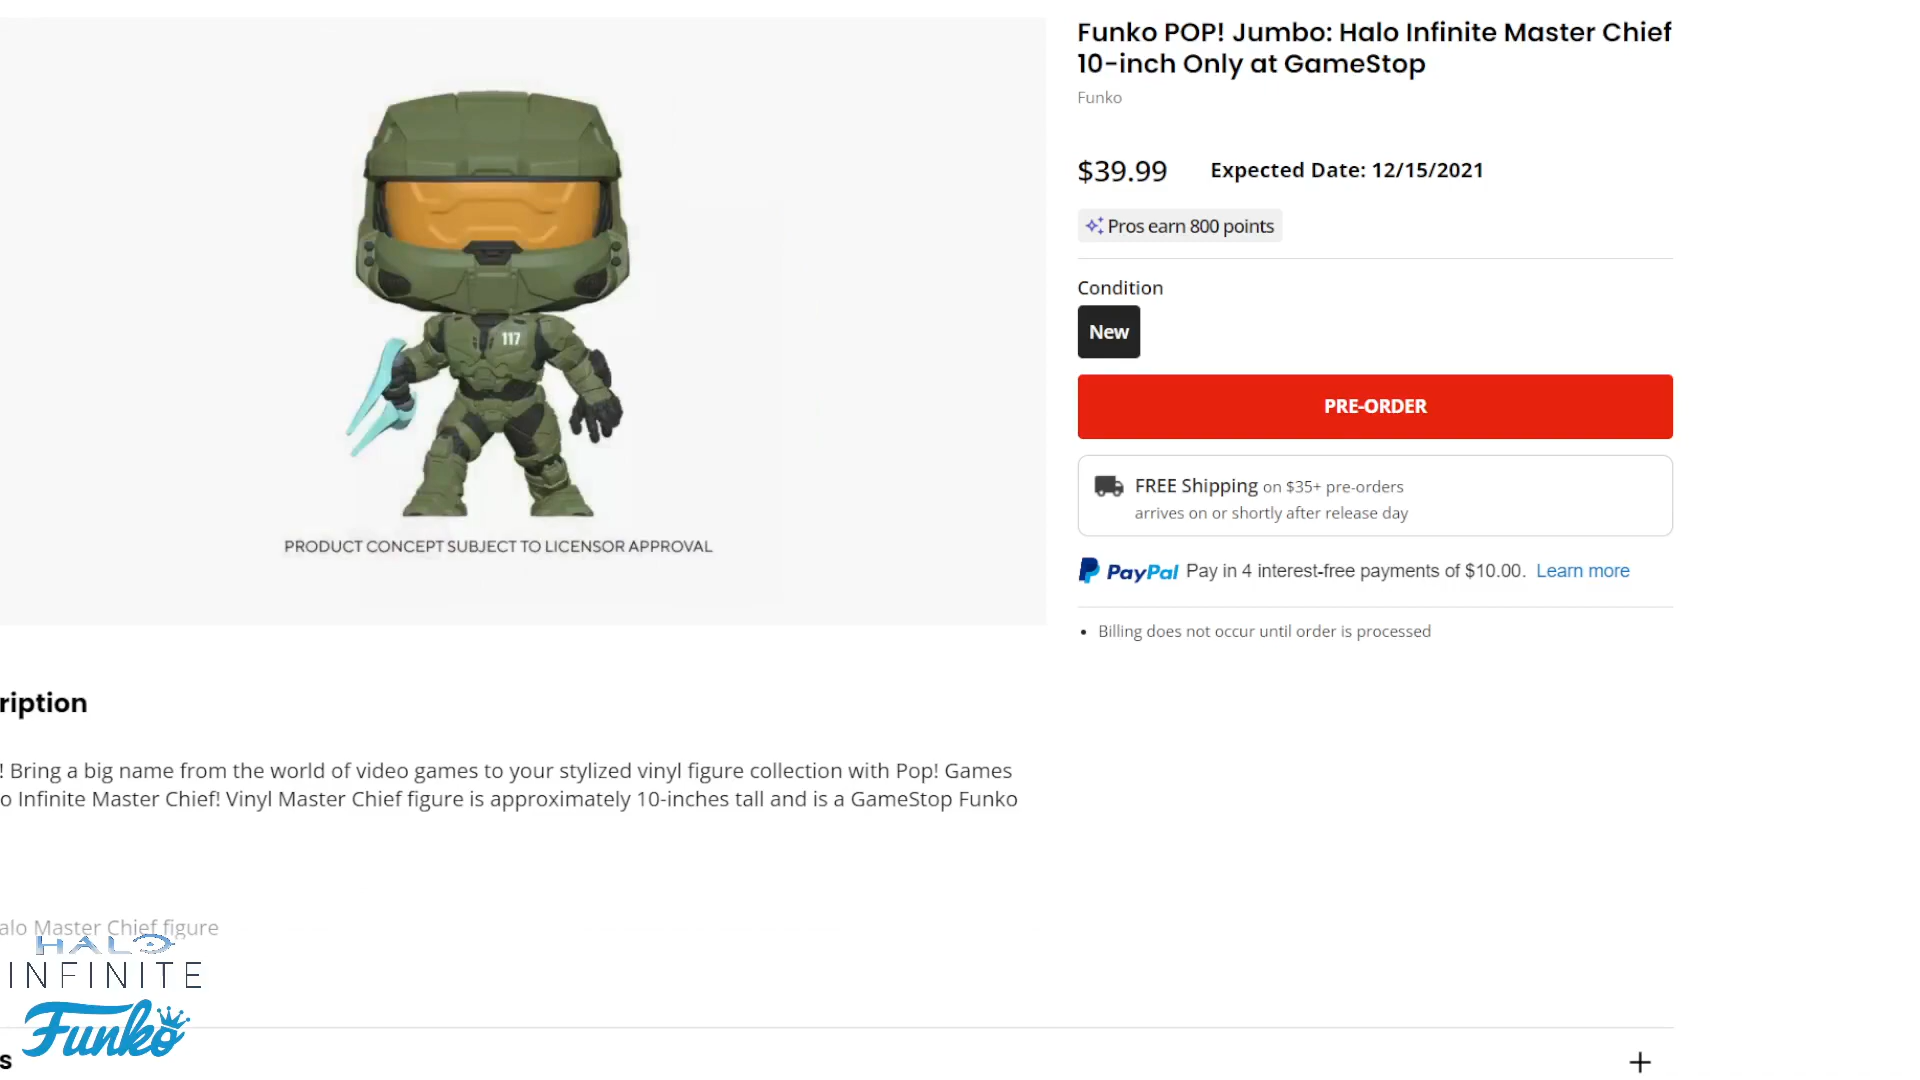 Funko POP! Jumbo: Halo Infinite Master Chief
10-inch Only at GameStop
Funko
$39.99 Expected Date: 12/15/2021
Pros earn 800 points
Condition
New
PRE-ORDER
FREE Shipping on $35+ pre-orders
arrives on or shortly after release day
PayPal Pay in 4 interest-free payments of $10.00. Learn more
• Billing does not occur until order is processed
117
PRODUCT CONCEPT SUBJECT TO LICENSOR APPROVAL
ription
! Bring a big name from the world of video games to your stylized vinyl figure collection with Pop! Games
o Infinite Master Chief! Vinyl Master Chief figure is approximately 10-inches tall and is a GameStop Funko
alo Master Chief figure
HALO
INFINITE
Funko
s